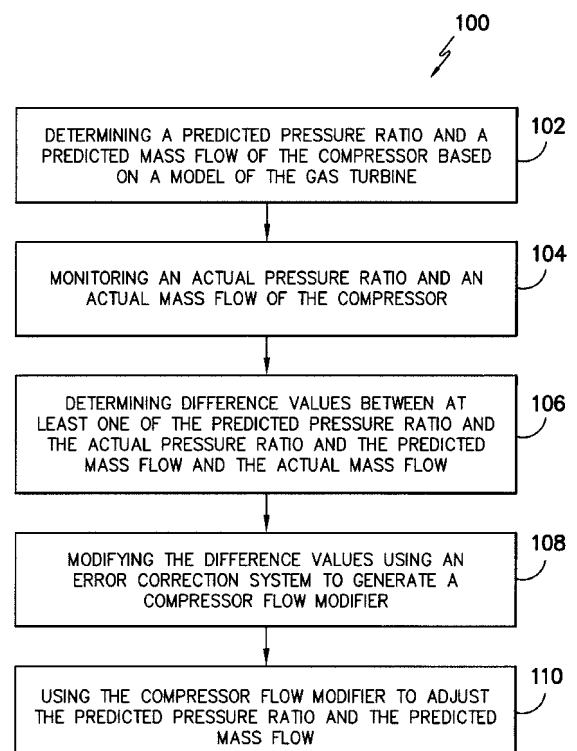 100
DETERMINING A PREDICTED PRESSURE RATIO AND A
PREDICTED MASS FLOW OF THE COMPRESSOR BASED
ON A MODEL OF THE GAS TURBINE
102
MONITORING AN ACTUAL PRESSURE RATIO AND AN
ACTUAL MASS FLOW OF THE COMPRESSOR
104
DETERMINING DIFFERENCE VALUES BETWEEN AT
LEAST ONE OF THE PREDICTED PRESSURE RATIO AND
THE ACTUAL PRESSURE RATIO AND THE PREDICTED
MASS FLOW AND THE ACTUAL MASS FLOW
106
MODIFYING THE DIFFERENCE VALUES USING AN
ERROR CORRECTION SYSTEM TO GENERATE A
COMPRESSOR FLOW MODIFIER
108
USING THE COMPRESSOR FLOW MODIFIER TO ADJUST
THE PREDICTED PRESSURE RATIO AND THE PREDICTED
MASS FLOW
110